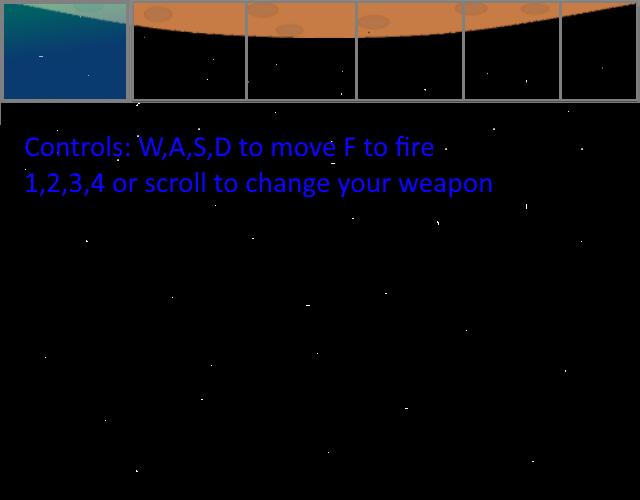 Controls: W,A,S,D to move F to fire
1,2,3,4 or scroll to change your weapon